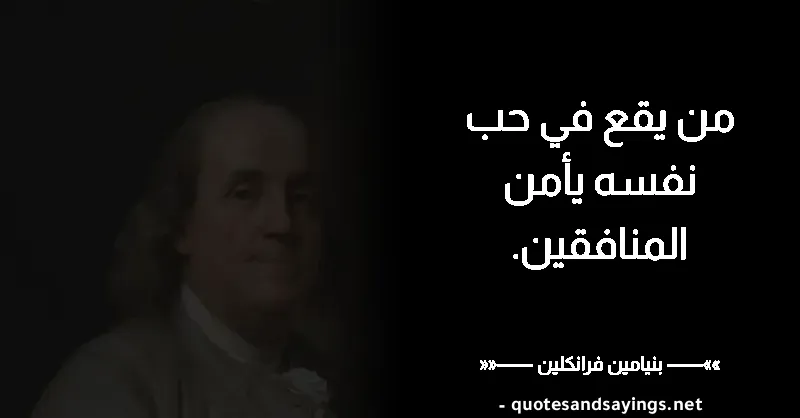 من يقع في حب
نفسه يأمن
المنافقين.
»»—— بنيامين فرانكلين ——««
- quotesandsayings.net